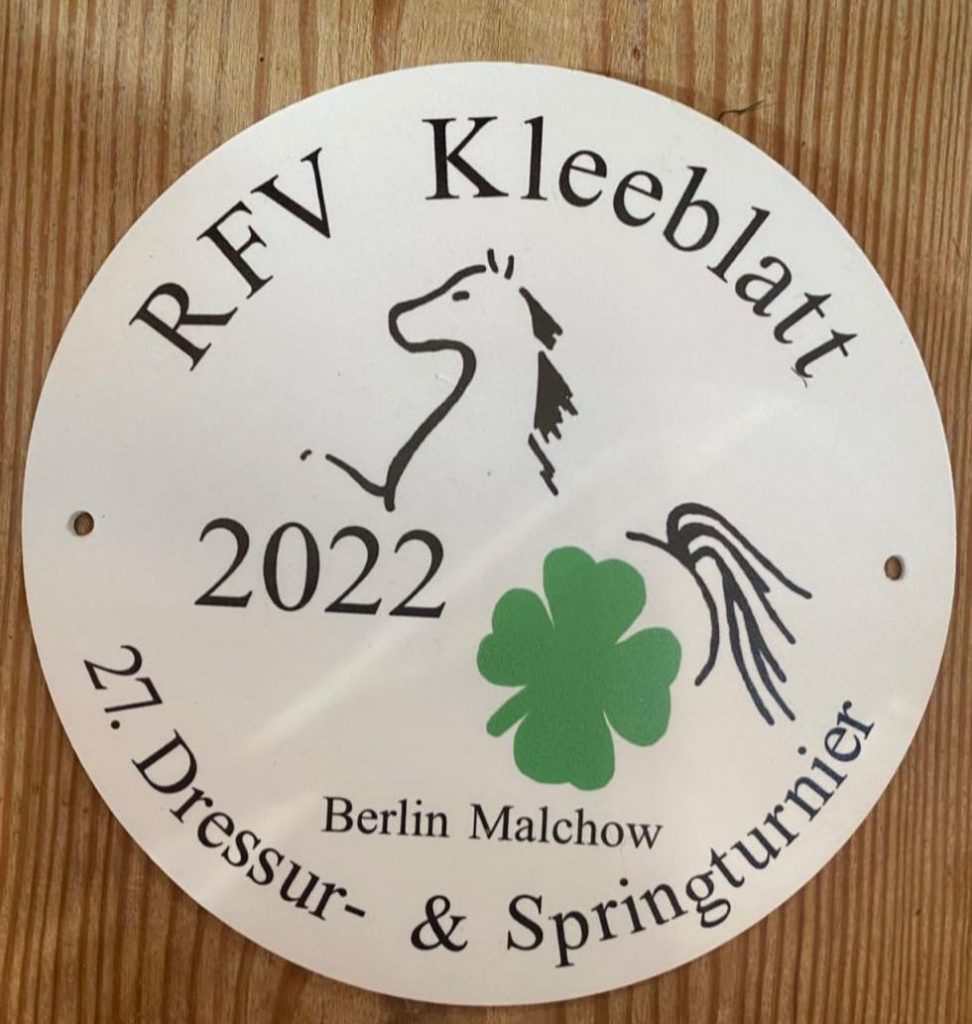 RFV Kleeblatt
2022
Berlin Malchow
27. Dressur- & Springturnier